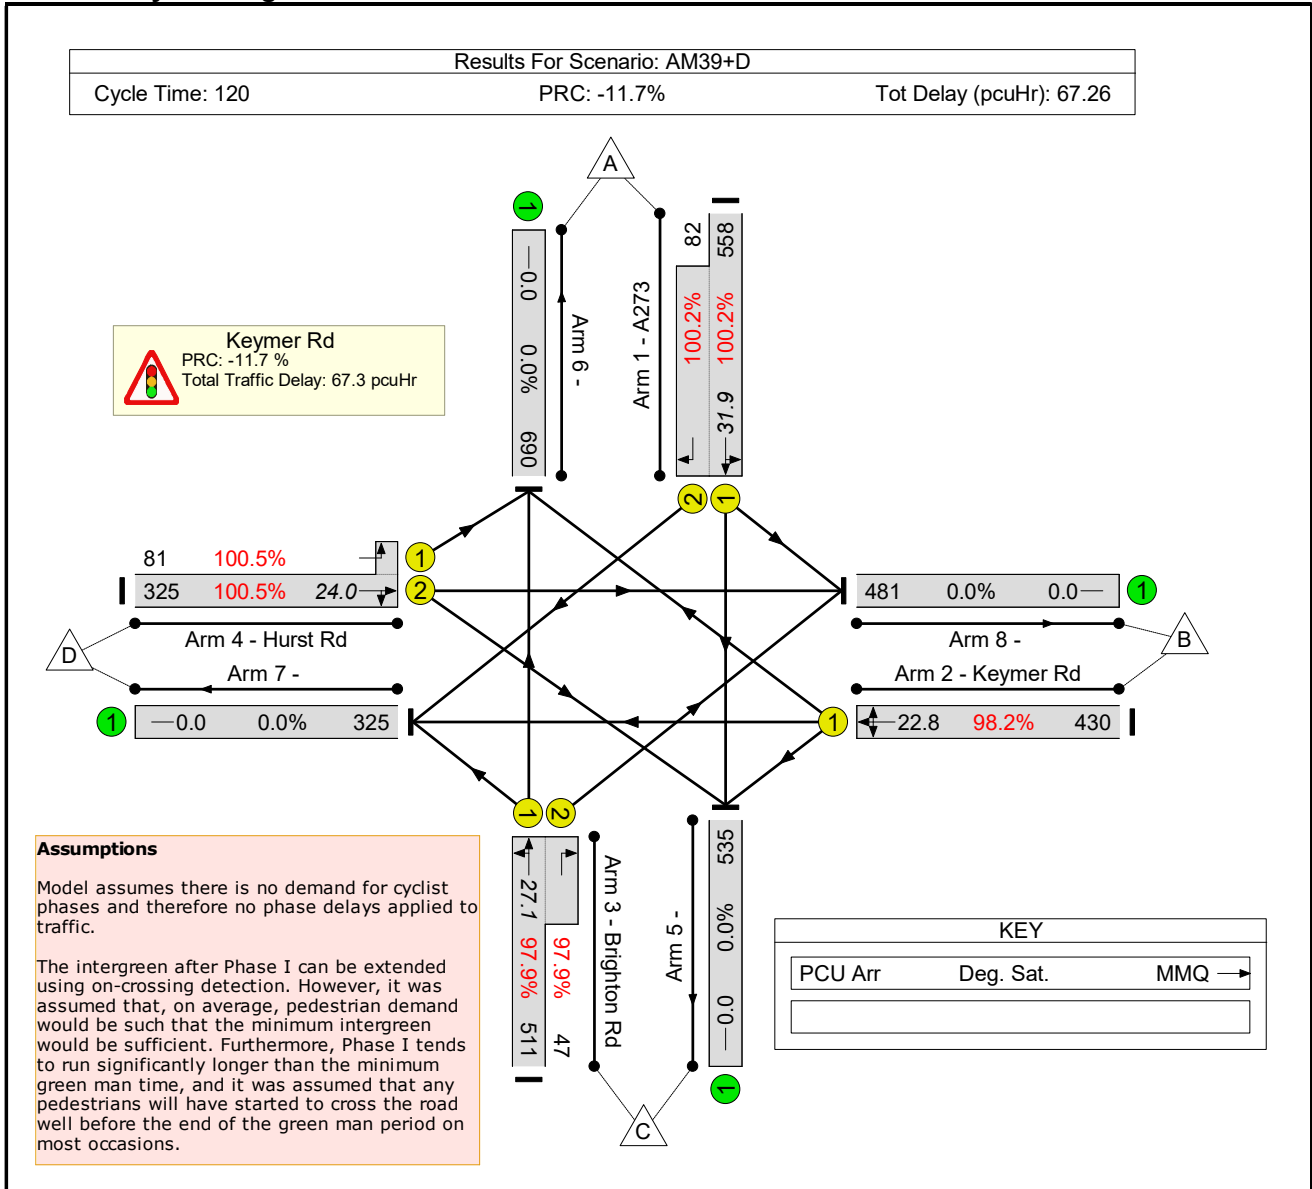 Results For Scenario: AM39+D
Cycle Time: 120 PRC: -11.7% Tot Delay (pcuHr): 67.26
A
1
0.0 0.0% 690
Arm 6 -
Arm 1 - A273
82 100.2%
558 100.2% 31.9
2 1
Keymer Rd
PRC: -11.7 %
Total Traffic Delay: 67.3 pcuHr
81 100.5%
325 100.5% 24.0
1
2
Arm 4 - Hurst Rd
D
Arm 7 -
1 0.0 0.0% 325
481 0.0% 0.0 1
Arm 8 -
B
Arm 2 - Keymer Rd
1 22.8 98.2% 430
1 2
27.1 97.9% 511
97.9% 47
Arm 3 - Brighton Rd
Arm 5 -
535 0.0% 0.0
1
C
Assumptions
Model assumes there is no demand for cyclist
phases and therefore no phase delays applied to
traffic.
The intergreen after Phase I can be extended
using on-crossing detection. However, it was
assumed that, on average, pedestrian demand
would be such that the minimum intergreen
would be sufficient. Furthermore, Phase I tends
to run significantly longer than the minimum
green man time, and it was assumed that any
pedestrians will have started to cross the road
well before the end of the green man period on
most occasions.
KEY
PCU Arr Deg. Sat. MMQ